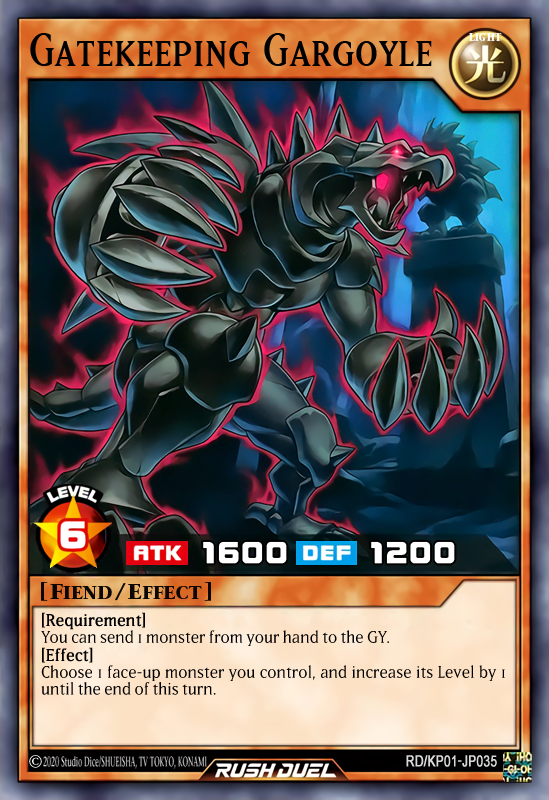 GATEKEEPING GARGOYLE
LIGHT
光
LEVEL
6
ATK 1600 DEF 1200
[FIEND/EFFECT]
[Requirement]
You can send 1 monster from your hand to the GY.
[Effect]
Choose 1 face-up monster you control, and increase its Level by 1
until the end of this turn.
©2020 Studio Dice/SHUEISHA, TV TOKYO, KONAMI
RUSH DUEL
RD/KP01-JP035